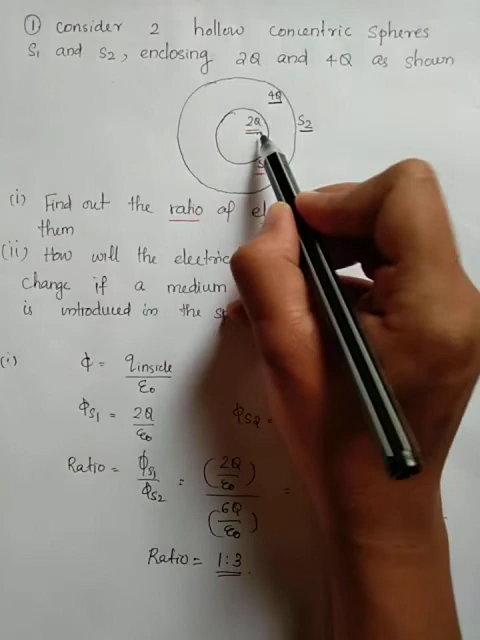 ① consider 2 hollow concentric spheres
S₁ and S₂, enclosing 2Q and 4Q as shown
4Q
2Q
S₂
(i) Find out the ratio of el
them
(ii) How will the electric
change if a medium
is introduced in the
(i) ϕ = q inside / ε₀
ϕS₁ = 2Q / ε₀ ϕS₂ =
Ratio = ϕS₁ / ϕS₂ = (2Q / ε₀) / (6Q / ε₀) =
Ratio = 1:3